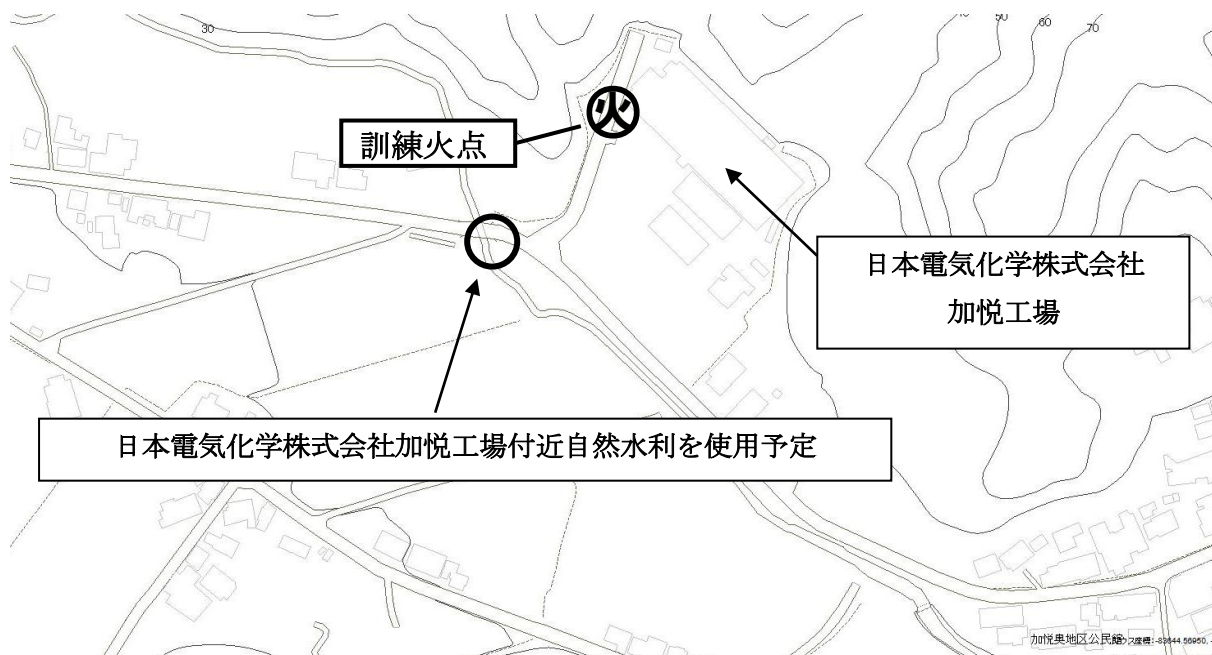 30
50
60
70
火
訓練火点
日本電気化学株式会社
加悦工場
日本電気化学株式会社加悦工場付近自然水利を使用予定
加悦奥地区公民館